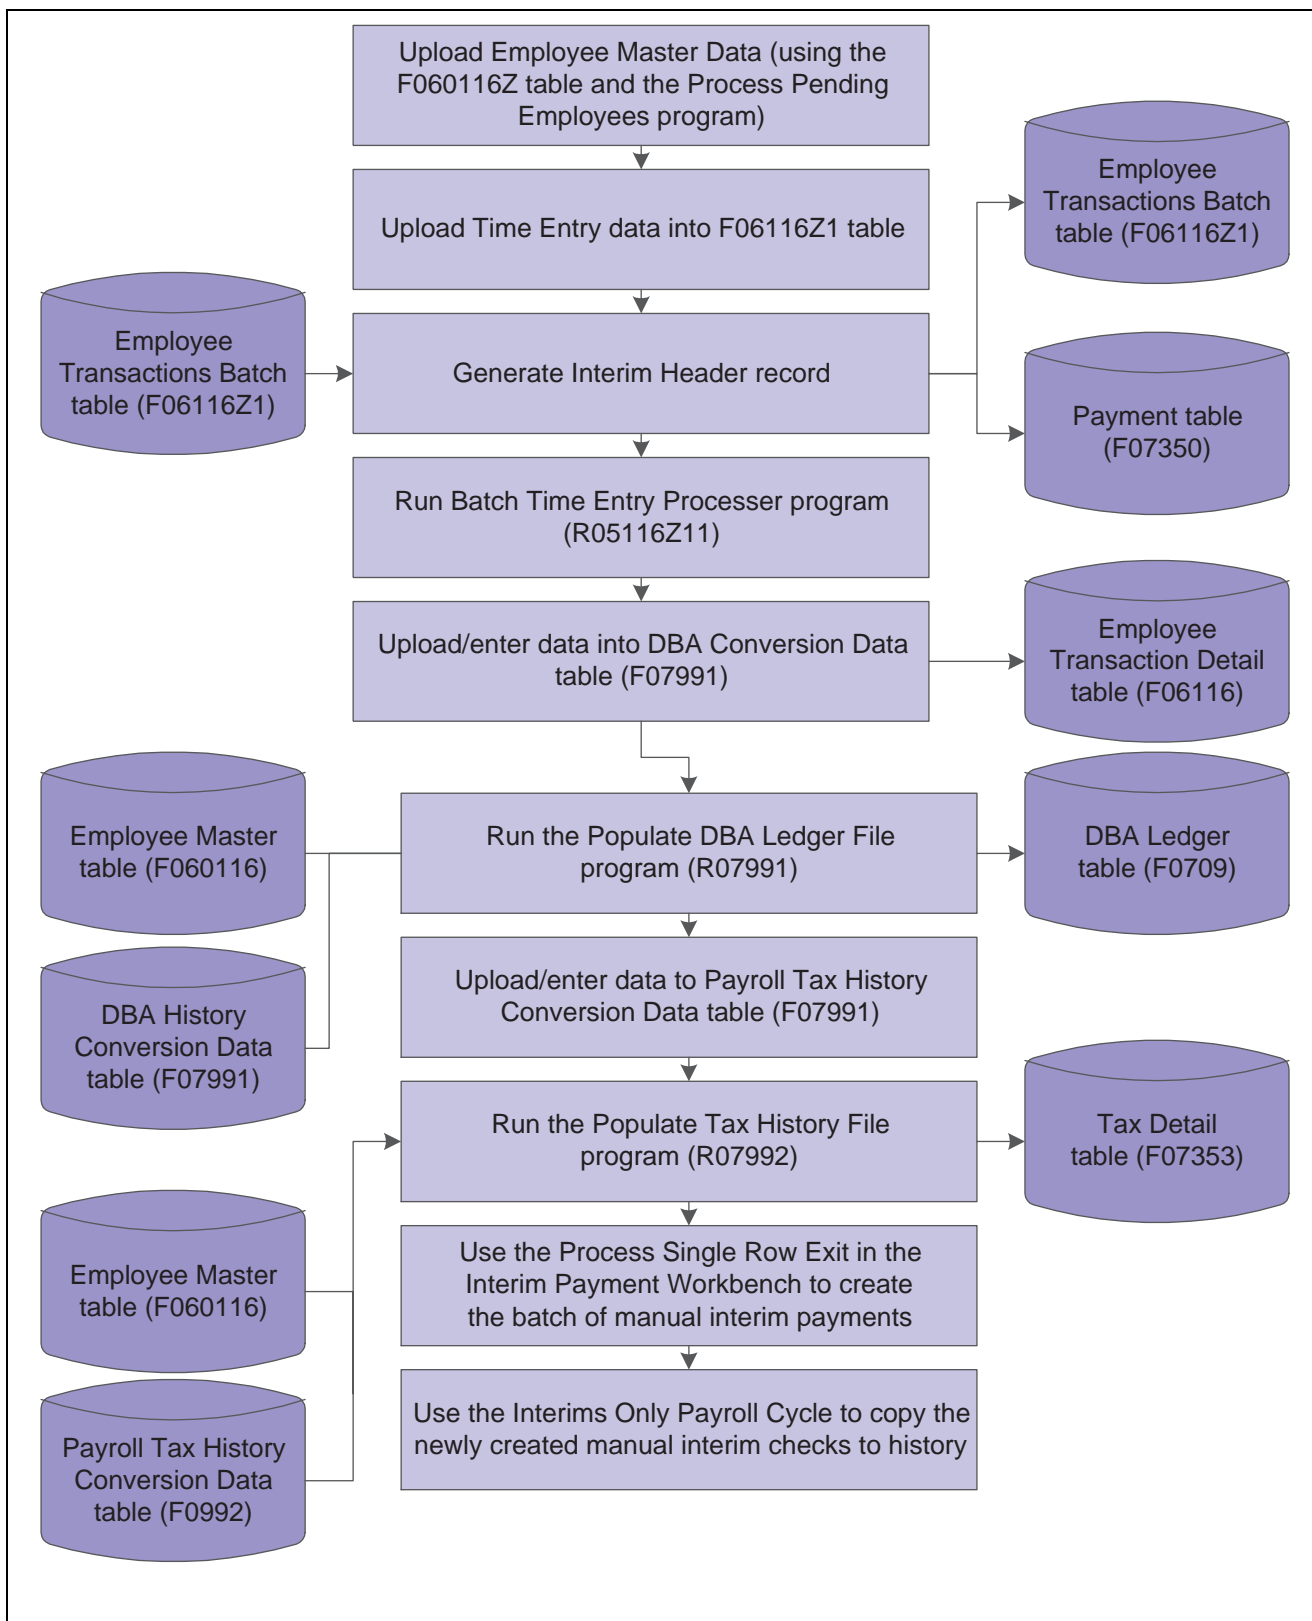 Upload Employee Master Data (using the
F060116Z table and the Process Pending
Employees program)
Employee
Transactions Batch
table (F06116Z1)
Upload Time Entry data into F06116Z1 table
Employee
Transactions Batch
table (F06116Z1)
Generate Interim Header record
Payment table
(F07350)
Run Batch Time Entry Processer program
(R05116Z11)
Upload/enter data into DBA Conversion Data
table (F07991)
Employee
Transaction Detail
table (F06116)
Employee Master
table (F060116)
Run the Populate DBA Ledger File
program (R07991)
DBA Ledger
table (F0709)
DBA History
Conversion Data
table (F07991)
Upload/enter data to Payroll Tax History
Conversion Data table (F07991)
Run the Populate Tax History File
program (R07992)
Tax Detail
table (F07353)
Employee Master
table (F060116)
Use the Process Single Row Exit in the
Interim Payment Workbench to create
the batch of manual interim payments
Payroll Tax History
Conversion Data
table (F0992)
Use the Interims Only Payroll Cycle to copy the
newly created manual interim checks to history